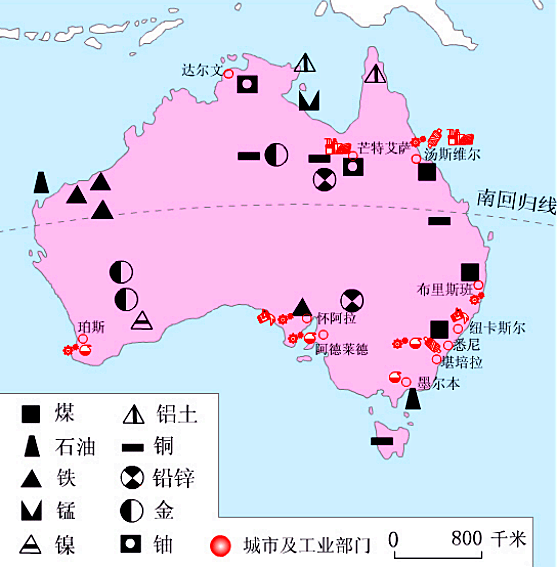 达尔文
芒特艾萨
汤斯维尔
南回归线
布里斯班
珀斯
怀阿拉
纽卡斯尔
阿德莱德
悉尼
堪培拉
墨尔本
煤
铝土
石油
铜
铁
铅锌
锰
金
镍
铀
城市及工业部门
0 800 千米